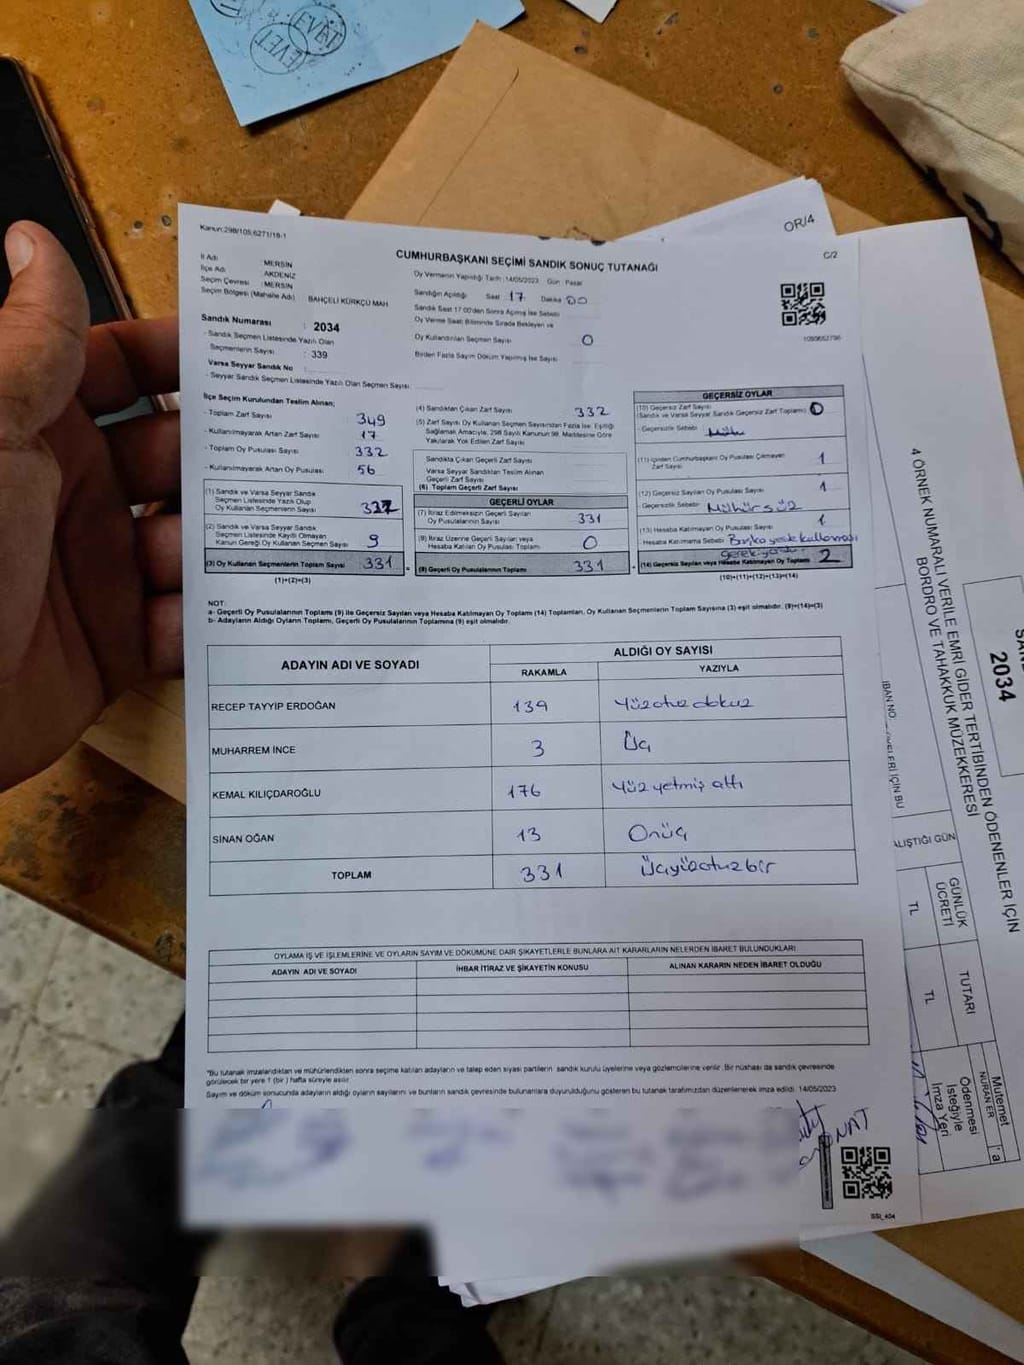 EVET
EVET
OR/4
Kanun:298/105,6271/18-1
C/2
CUMHURBAŞKANI SEÇİMİ SANDIK SONUÇ TUTANAĞI
İl Adı : MERSİN
İlçe Adı : AKDENİZ
Seçim Çevresi : MERSİN
Seçim Bölgesi (Mahalle Adı) BAHÇELİ KÜRKÇÜ MAH
Sandık Numarası : 2034
- Sandık Seçmen Listesinde Yazılı Olan
Seçmenlerin Sayısı : 339
Varsa Seyyar Sandık No
- Seyyar Sandık Seçmen Listesinde Yazılı Olan Seçmen Sayısı
Oy Vermenin Yapıldığı Tarih :14/05/2023 Gün : Pazar
Sandığın Açıldığı Saat 17 Dakika 00
Sandık Saat 17:00'den Sonra Açılmış İse Sebebi
Oy Verme Saati Bitiminde Sırada Bekleyen ve
Oy Kullandırılan Seçmen Sayısı 0
Birden Fazla Sayım Döküm Yapılmış İse Sayısı
1090662796
İlçe Seçim Kurulundan Teslim Alınan;
- Toplam Zarf Sayısı 349
- Kullanılmayarak Artan Zarf Sayısı 17
- Toplam Oy Pusulası Sayısı 332
- Kullanılmayarak Artan Oy Pusulası 56
(1) Sandık ve Varsa Seyyar Sandık
Seçmen Listesinde Yazılı Olup
Oy Kullanan Seçmenlerin Sayısı
(2) Sandık ve Varsa Seyyar Sandık
Seçmen Listesinde Kayıtlı Olmayan
Kanun Gereği Oy Kullanan Seçmen Sayısı 9
(3) Oy Kullanan Seçmenlerin Toplam Sayısı 331
(1)+(2)=(3)
(4) Sandıktan Çıkan Zarf Sayısı 332
(5) Zarf Sayısı Oy Kullanan Seçmen Sayısından Fazla İse, Eşitliği
Sağlamak Amacıyla, 298 Sayılı Kanunun 98. Maddesine Göre
Yakılarak Yok Edilen Zarf Sayısı
Sandıkta Çıkan Geçerli Zarf Sayısı
Varsa Seyyar Sandıktan Teslim Alınan
Geçerli Zarf Sayısı
(6) Toplam Geçerli Zarf Sayısı
GEÇERLİ OYLAR
(7) İtiraz Edilmeksizin Geçerli Sayılan
Oy Pusulalarının Sayısı 331
(8) İtiraz Üzerine Geçerli Sayılan veya
Hesaba Katılan Oy Pusulaları Toplamı 0
(9) Geçerli Oy Pusulalarının Toplamı 331
GEÇERSİZ OYLAR
(10) Geçersiz Zarf Sayısı
(Sandık ve Varsa Seyyar Sandık Geçersiz Zarf Toplamı) 0
- Geçersizlik Sebebi
(11) İçinden Cumhurbaşkanı Oy Pusulası Çıkmayan
Zarf Sayısı 1
(12) Geçersiz Sayılan Oy Pusulası Sayısı 1
Geçersizlik Sebebi Mühürsüz
(13) Hesaba Katılmayan Oy Pusulası Sayısı 1
Hesaba Katılmama Sebebi Başka yerde kullanması
gerekiyordu
(14) Geçersiz Sayılan veya Hesaba Katılmayan Oy Toplamı 2
(10)+(11)+(12)+(13)=(14)
NOT:
a- Geçerli Oy Pusulalarının Toplamı (9) ile Geçersiz Sayılan veya Hesaba Katılmayan Oy Toplamı (14) Toplamları, Oy Kullanan Seçmenlerin Toplam Sayısına (3) eşit olmalıdır. (9)+(14)=(3)
b- Adayların Aldığı Oyların Toplamı, Geçerli Oy Pusulalarının Toplamına (9) eşit olmalıdır.
ADAYIN ADI VE SOYADI
ALDIĞI OY SAYISI
RAKAMLA YAZIYLA
RECEP TAYYİP ERDOĞAN 139 Yüzotuzdokuz
MUHARREM İNCE 3 Üç
KEMAL KILIÇDAROĞLU 176 Yüz yetmiş altı
SİNAN OĞAN 13 Onüç
TOPLAM 331 Üçyüzotuzbir
OYLAMA İŞ VE İŞLEMLERİNE VE OYLARIN SAYIM VE DÖKÜMÜNE DAİR ŞİKAYETLERLE BUNLARA AİT KARARLARIN NELERDEN İBARET BULUNDUKLARI
ADAYIN ADI VE SOYADI İHBAR İTİRAZ VE ŞİKAYETİN KONUSU ALINAN KARARIN NEDEN İBARET OLDUĞU
"Bu tutanak imzalandıktan ve mühürlendikten sonra seçime katılan adayların ve talep eden siyasi partilerin sandık kurulu üyelerine veya gözlemcilerine verilir. Bir nüshası da sandık çevresinde
görülecek bir yere 1 (bir) hafta süreyle asılır
Sayım ve döküm sonucunda adayların aldığı oyların sayılarını ve bunların sandık çevresinde bulunanlara duyurulduğunu gösteren bu tutanak tarafımızdan düzenlenerek imza edildi. 14/05/2023
SSI_404
2034
4 ÖRNEK NUMARALI VERİLE EMRİ GİDER TERTİBİNDEN ÖDENENLER İÇİN
BORDRO VE TAHAKKUK MÜZEKKERESİ
IBAN NO
İÇİN BU
ALIŞTIĞI GÜN
GÜNLÜK
ÜCRETİ
TUTARI
TL
TL
Mutemet
NURAN ER
Ödenmesi
İsteğiyle
İmza Yeri